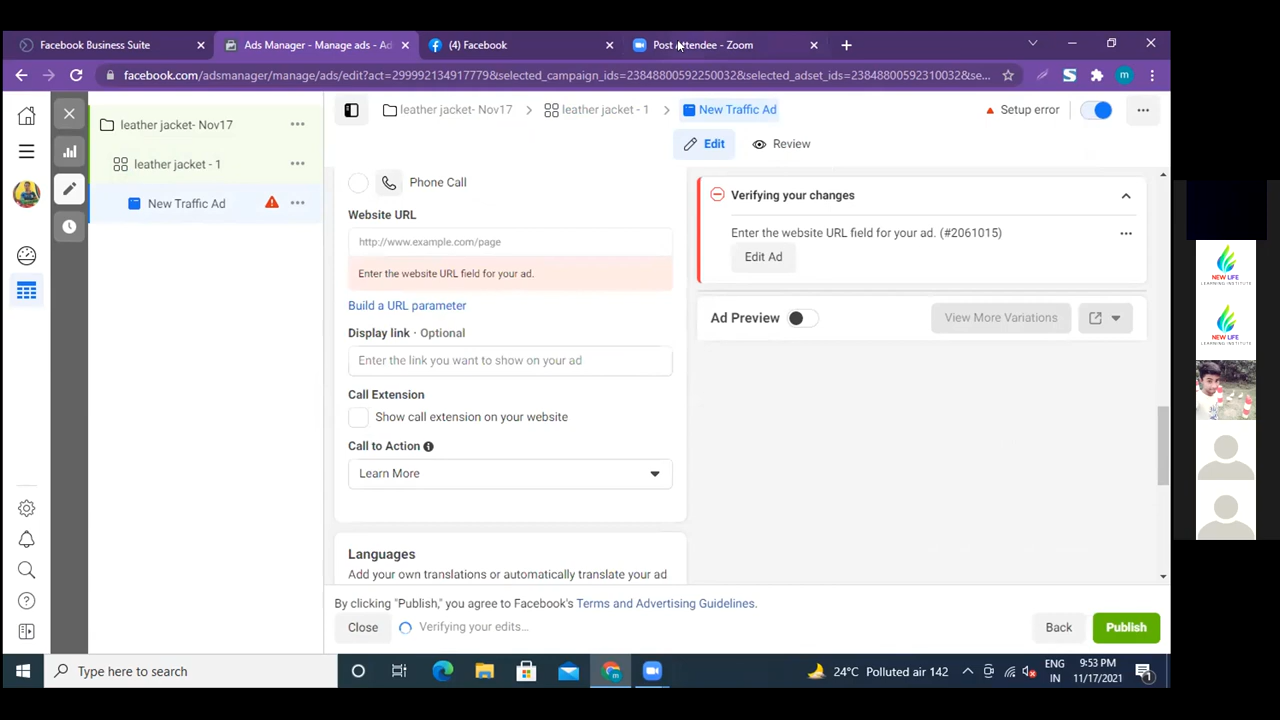 Facebook Business Suite
Ads Manager - Manage ads - Ad
(4) Facebook
Post Attendee - Zoom
facebook.com/adsmanager/manage/ads/edit?act=299992134917779&selected_campaign_ids=23848800592250032&selected_adset_ids=23848800592310032&se...
m
leather jacket- Nov17
leather jacket - 1
New Traffic Ad
leather jacket- Nov17
leather jacket - 1
New Traffic Ad
Setup error
Edit
Review
Phone Call
Website URL
http://www.example.com/page
Enter the website URL field for your ad.
Build a URL parameter
Display link · Optional
Enter the link you want to show on your ad
Call Extension
Show call extension on your website
Call to Action
Learn More
Languages
Add your own translations or automatically translate your ad
Verifying your changes
Enter the website URL field for your ad. (#2061015)
Edit Ad
Ad Preview
View More Variations
By clicking "Publish," you agree to Facebook's Terms and Advertising Guidelines.
Close
Verifying your edits...
Back
Publish
NEW LIFE
LEARNING INSTITUTE
NEW LIFE
LEARNING INSTITUTE
Type here to search
24°C Polluted air 142
ENG
IN
9:53 PM
11/17/2021
1